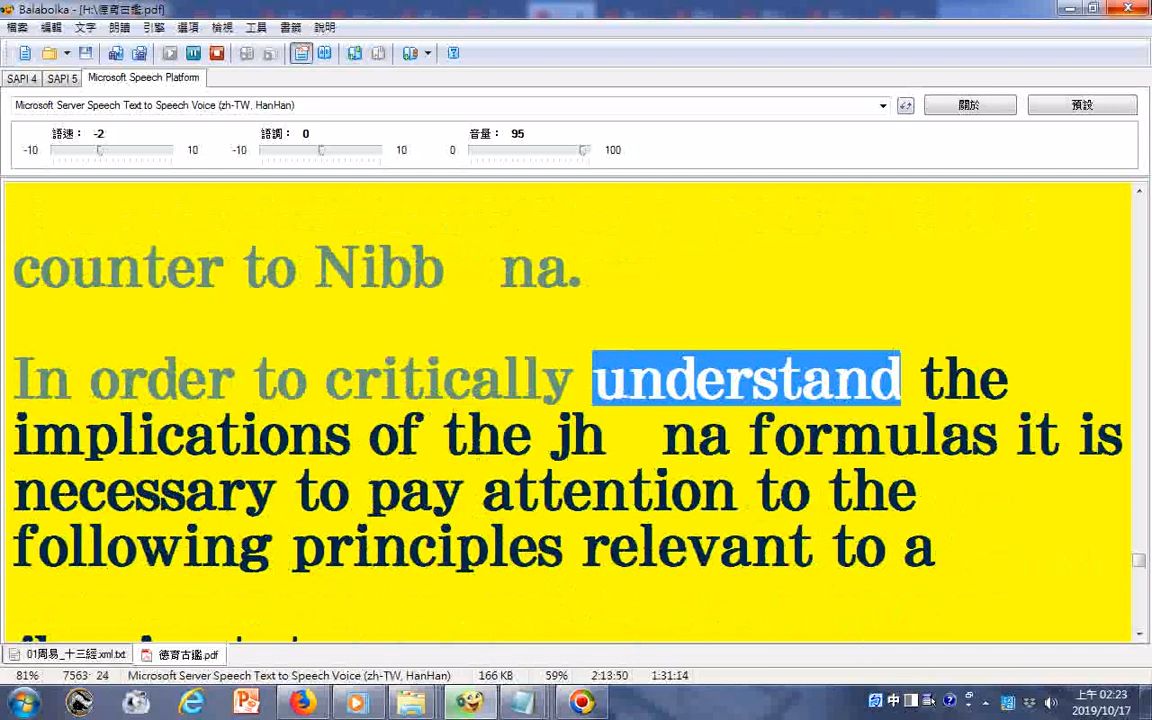 Balabolka - [H:\德育古鑑.pdf]
檔案 編輯 文字 朗讀 引擎 選項 檢視 工具 書籤 說明
SAPI 4 SAPI 5 Microsoft Speech Platform
Microsoft Server Speech Text to Speech Voice (zh-TW, HanHan) 關於 預設
語速： -2 語調： 0 音量： 95
-10 10 -10 10 0 100
counter to Nibb na.
In order to critically understand the
implications of the jh na formulas it is
necessary to pay attention to the
following principles relevant to a
01周易_十三經.xml.txt 德育古鑑.pdf
81% 7563 24 Microsoft Server Speech Text to Speech Voice (zh-TW, HanHan) 166 KB 59% 2:13:50 1:31:14
中 上午 02:23
2019/10/17